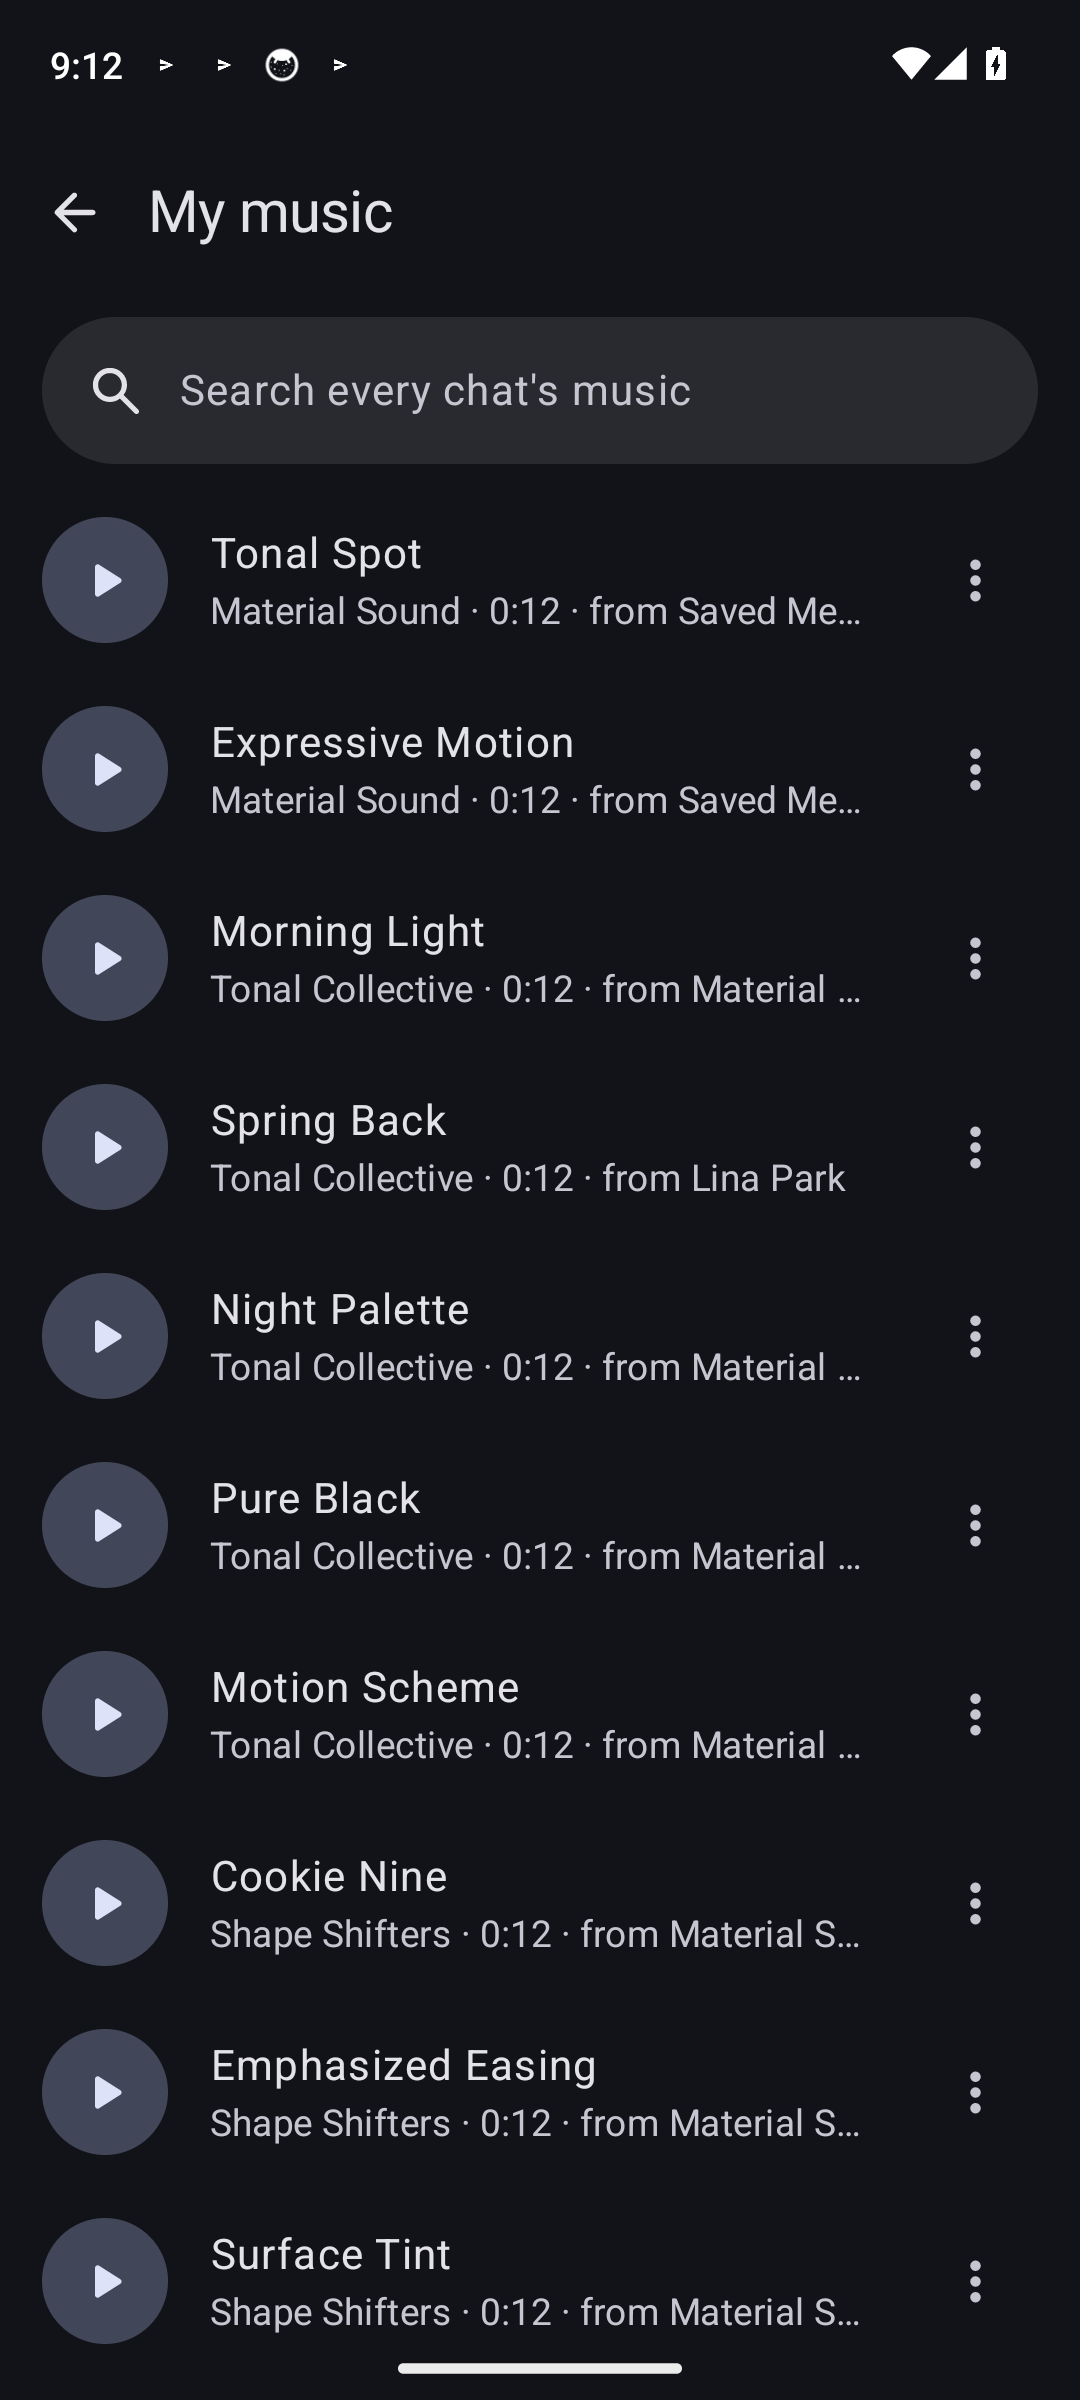 9:12
My music
Search every chat's music
Tonal Spot
Material Sound · 0:12 · from Saved Me…
Expressive Motion
Material Sound · 0:12 · from Saved Me…
Morning Light
Tonal Collective · 0:12 · from Material …
Spring Back
Tonal Collective · 0:12 · from Lina Park
Night Palette
Tonal Collective · 0:12 · from Material …
Pure Black
Tonal Collective · 0:12 · from Material …
Motion Scheme
Tonal Collective · 0:12 · from Material …
Cookie Nine
Shape Shifters · 0:12 · from Material S…
Emphasized Easing
Shape Shifters · 0:12 · from Material S…
Surface Tint
Shape Shifters · 0:12 · from Material S…